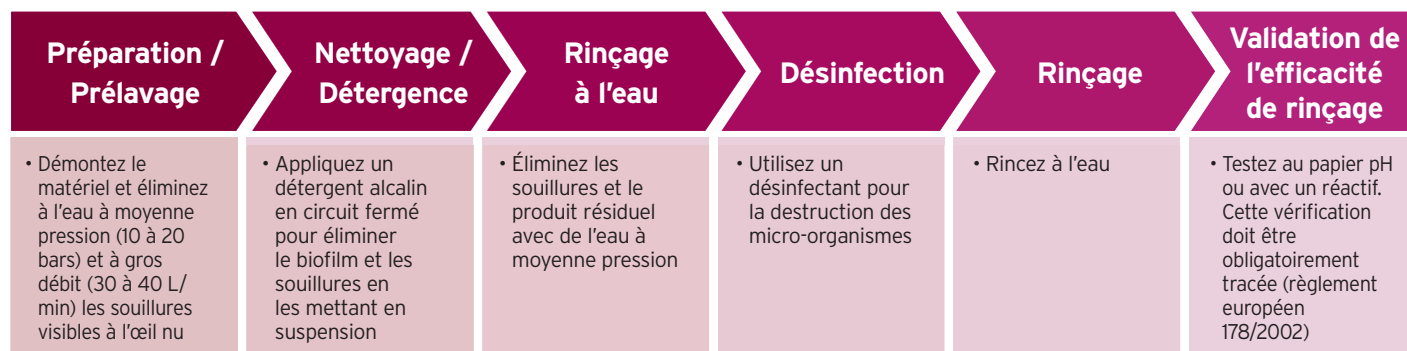 Préparation /
Prélavage
Nettoyage /
Détergence
Rinçage
à l'eau
Désinfection
Rinçage
Validation de
l'efficacité
de rinçage
• Démontez le
matériel et éliminez
à l'eau à moyenne
pression (10 à 20
bars) et à gros
débit (30 à 40 L/
min) les souillures
visibles à l'œil nu
• Appliquez un
détergent alcalin
en circuit fermé
pour éliminer
le biofilm et les
souillures en
les mettant en
suspension
• Éliminez les
souillures et le
produit résiduel
avec de l'eau à
moyenne pression
• Utilisez un
désinfectant pour
la destruction des
micro-organismes
• Rincez à l'eau
• Testez au papier pH
ou avec un réactif.
Cette vérification
doit être
obligatoirement
tracée (règlement
européen
178/2002)